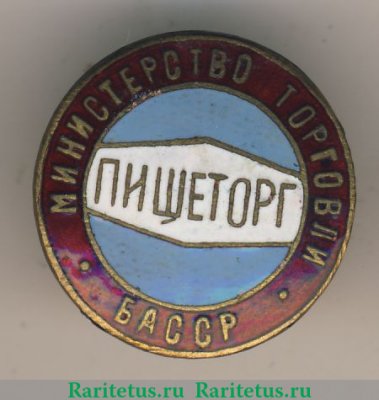 МИНИСТЕРСТВО ТОРГОВЛИ
ПИЩЕТОРГ
· БАССР ·
Raritetus.ru Raritetus.ru